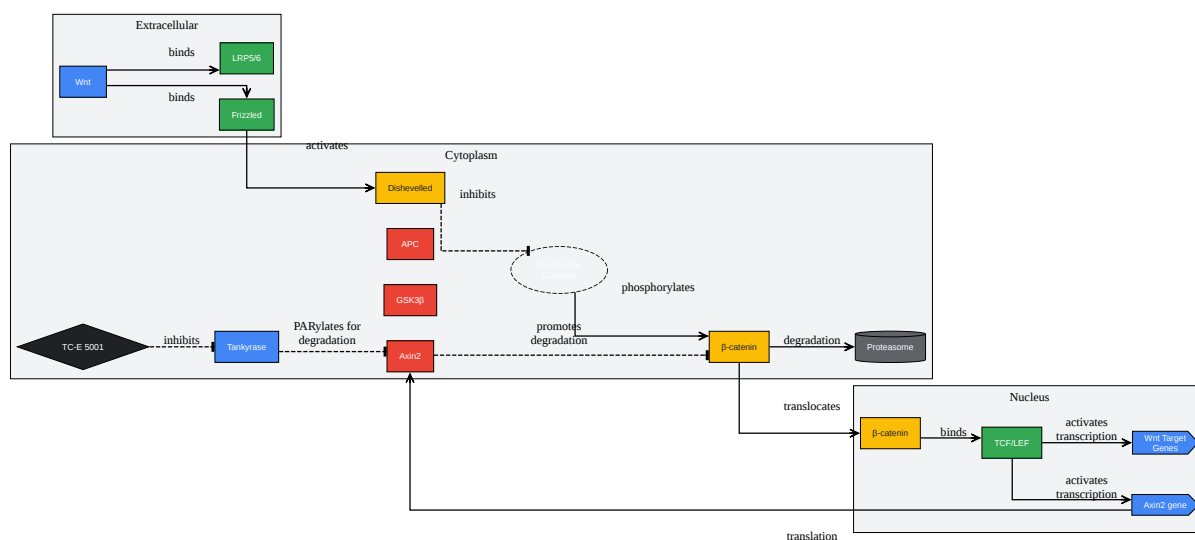 Extracellular
binds
LRP5/6
Wnt
binds
Frizzled
activates
Cytoplasm
Dishevelled
inhibits
APC
phosphorylates
GSK3β
TC-E 5001
inhibits
Tankyrase
PARylates for
degradation
Axin2
promotes
degradation
β-catenin
degradation
Proteasome
translocates
Nucleus
β-catenin
binds
TCF/LEF
activates
transcription
Wnt Target
Genes
activates
transcription
Axin2 gene
translation